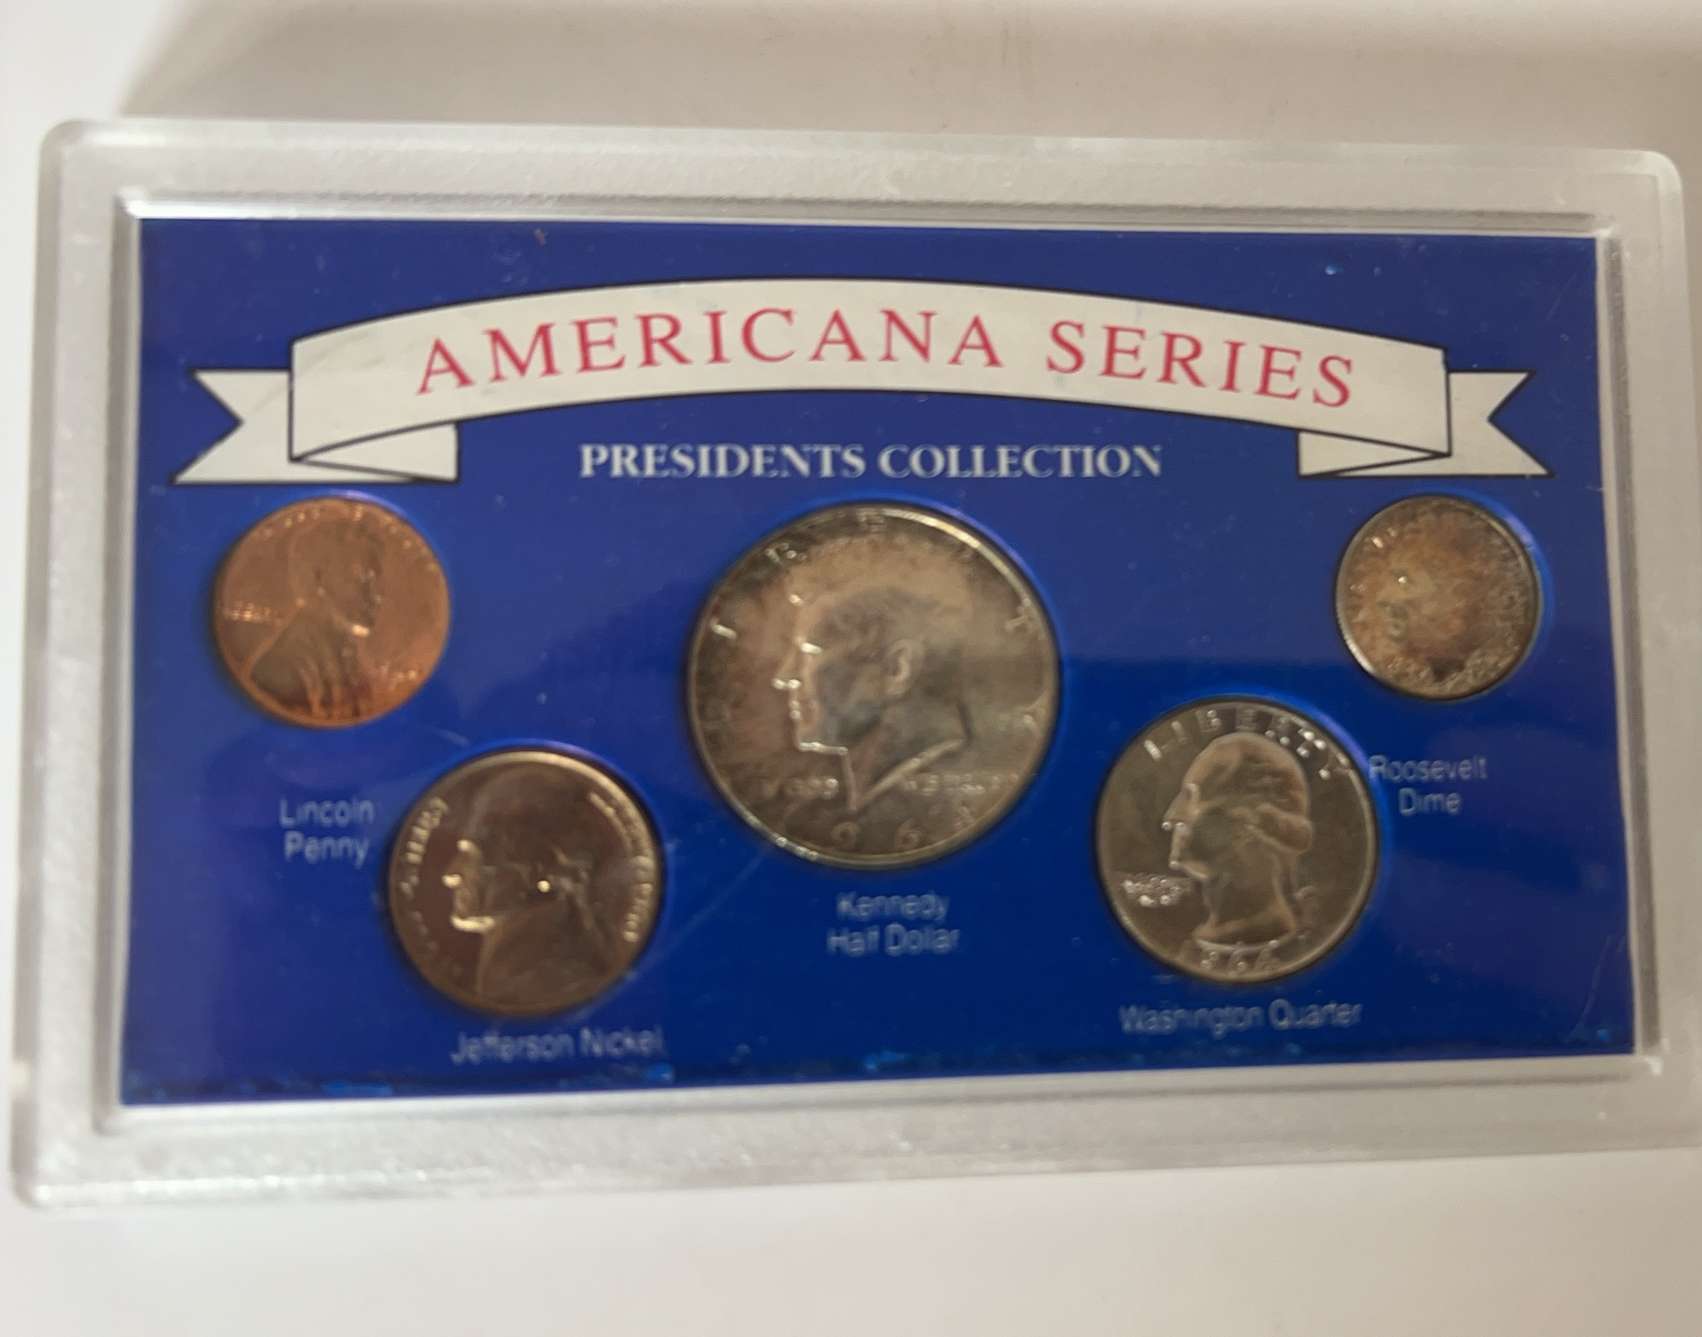 AMERICANA SERIES
PRESIDENTS COLLECTION
Lincoln
Penny
Jefferson Nickel
Kennedy
Half Dollar
LIBERTY
Washington Quarter
Roosevelt
Dime